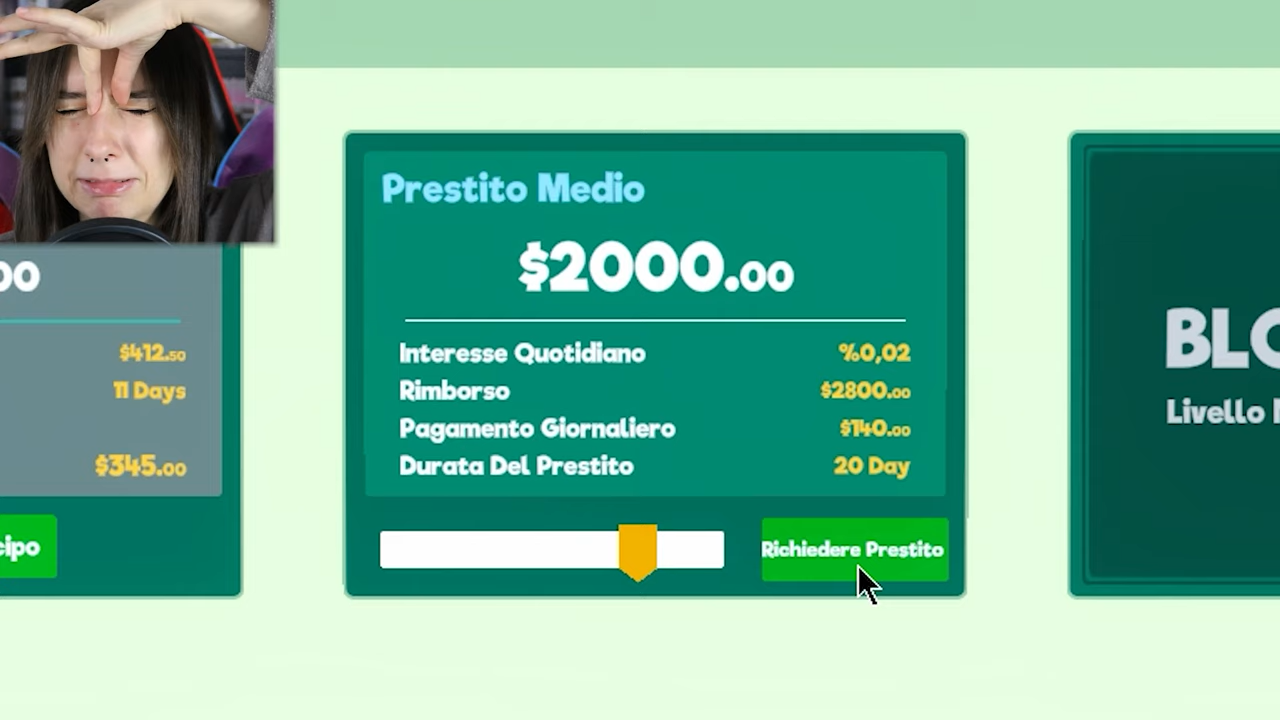 Prestito Medio
$2000.00
Interesse Quotidiano %0,02
Rimborso $2800.00
Pagamento Giornaliero $140.00
Durata Del Prestito 20 Day
Richiedere Prestito
00
$412.50
11 Days
$345.00
cipo
BLO
Livello